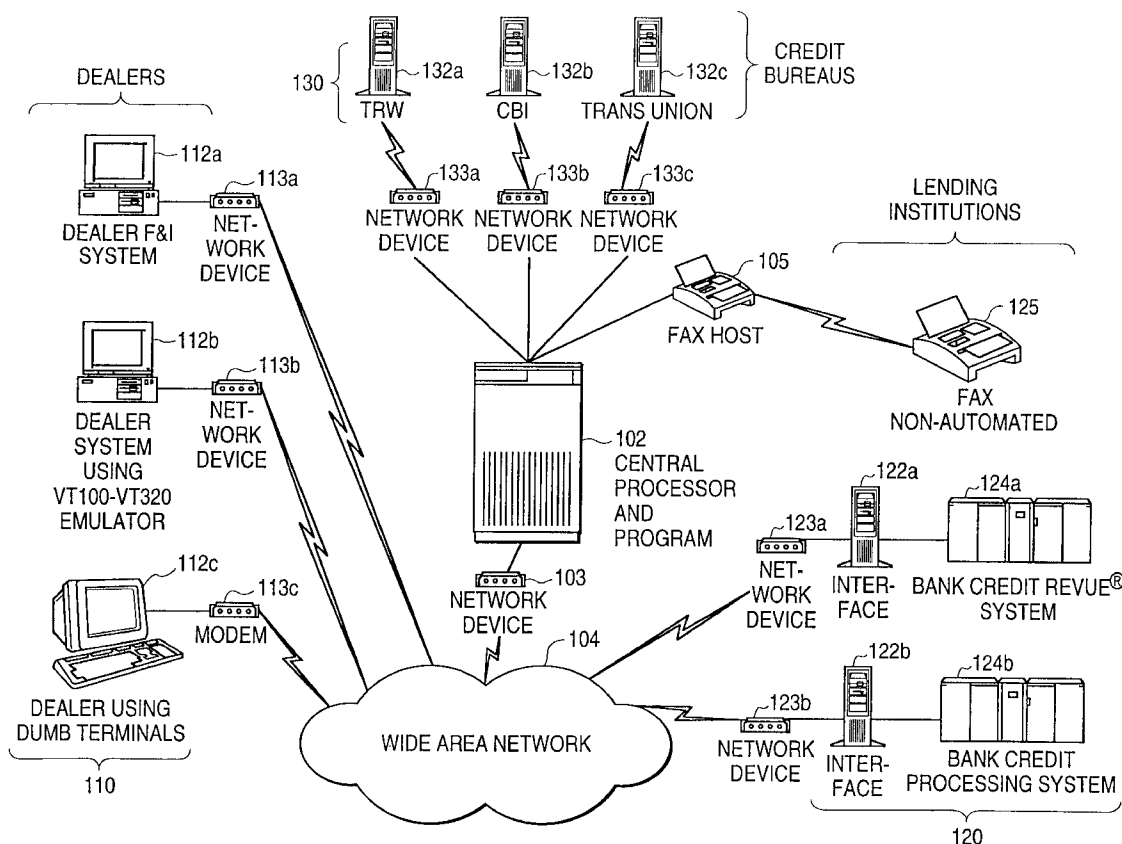 DEALERS
112a
113a
DEALER F&I
SYSTEM
NET-
WORK
DEVICE
112b
113b
DEALER
SYSTEM
USING
VT100-VT320
EMULATOR
NET-
WORK
DEVICE
112c
113c
MODEM
DEALER USING
DUMB TERMINALS
110
130
132a
132b
132c
CREDIT
BUREAUS
TRW
CBI
TRANS UNION
133a
133b
133c
NETWORK
DEVICE
NETWORK
DEVICE
NETWORK
DEVICE
LENDING
INSTITUTIONS
105
FAX HOST
125
FAX
NON-AUTOMATED
102
CENTRAL
PROCESSOR
AND
PROGRAM
103
NETWORK
DEVICE
104
WIDE AREA NETWORK
122a
123a
124a
NET-
WORK
DEVICE
INTER-
FACE
BANK CREDIT REVUE®
SYSTEM
122b
123b
124b
NETWORK
DEVICE
INTER-
FACE
BANK CREDIT
PROCESSING SYSTEM
120